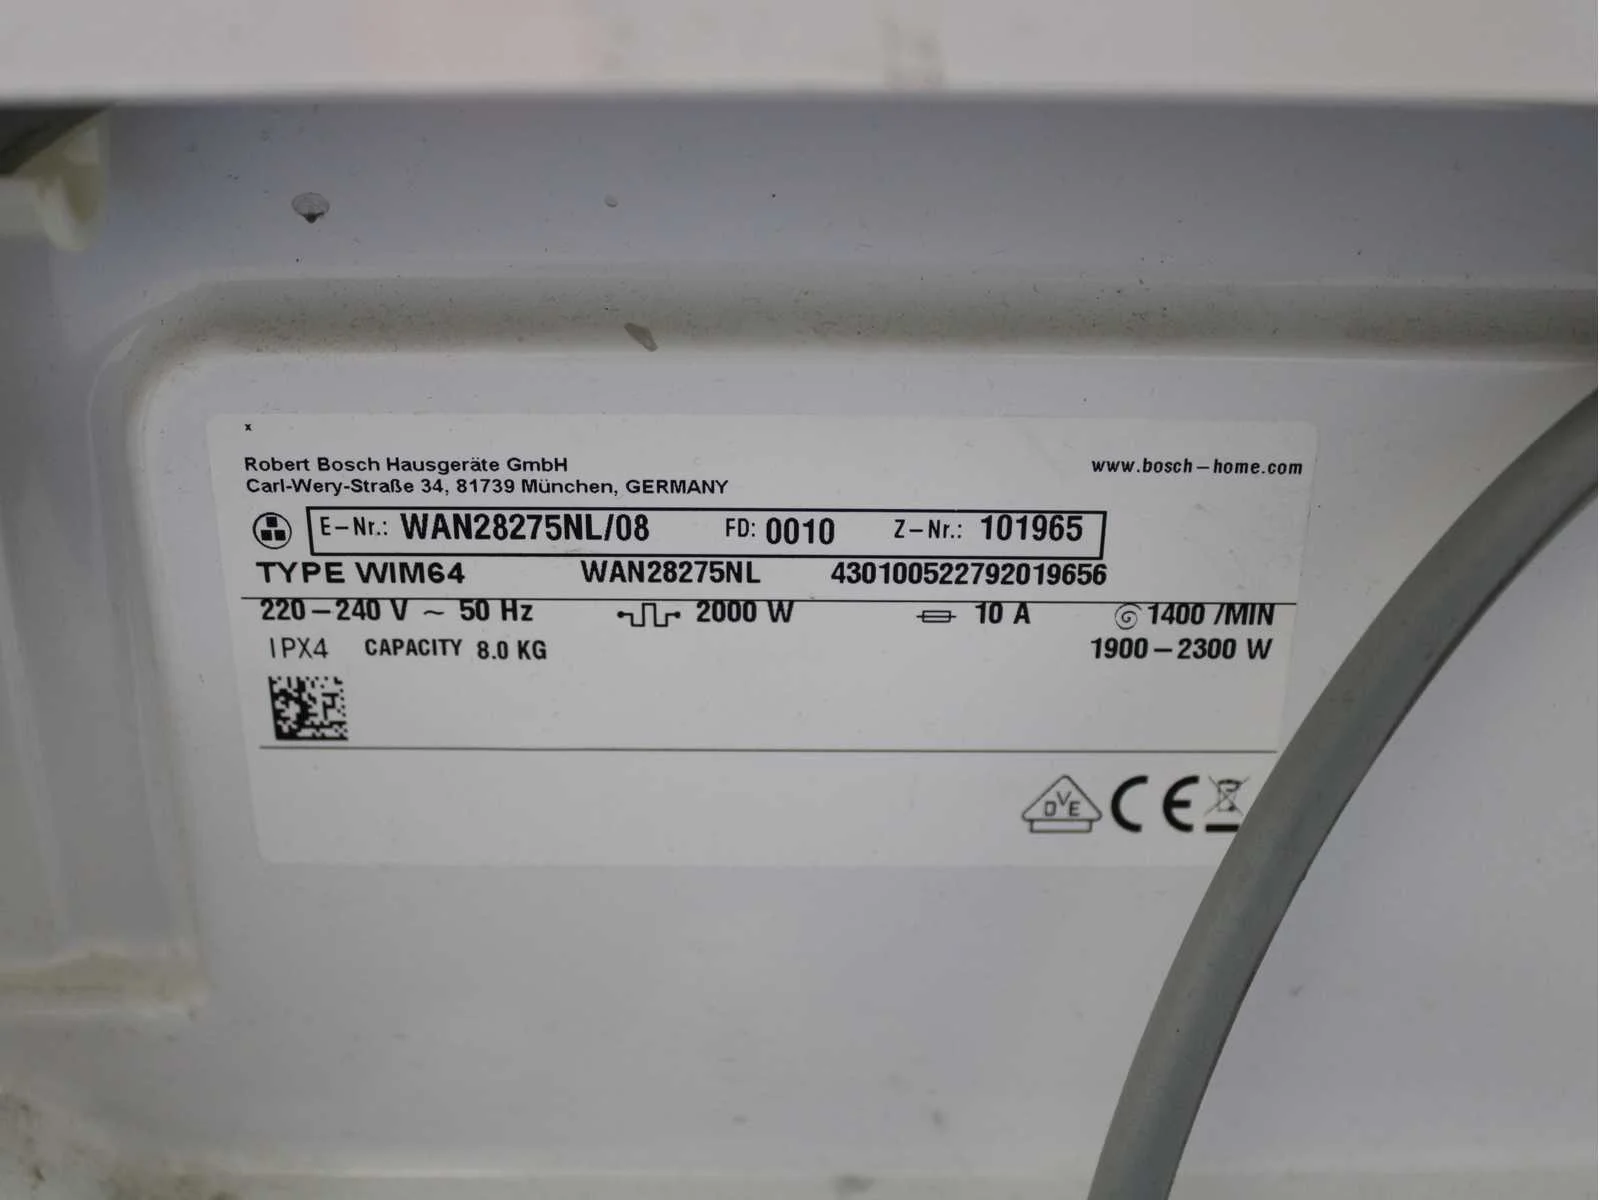 x
Robert Bosch Hausgeräte GmbH www.bosch-home.com
Carl-Wery-Straße 34, 81739 München, GERMANY
E-Nr.: WAN28275NL/08 FD: 0010 Z-Nr.: 101965
TYPE WIM64 WAN28275NL 430100522792019656
220-240 V ~ 50 Hz 2000 W 10 A 1400 /MIN
IPX4 CAPACITY 8.0 KG 1900-2300 W
DVE CE